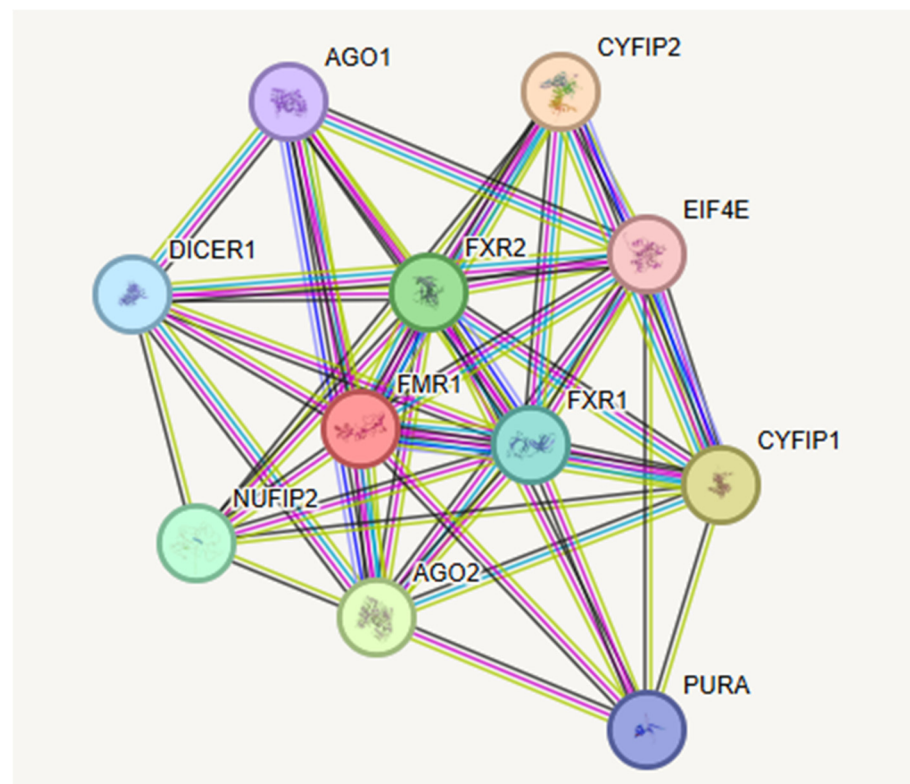 AGO1
CYFIP2
EIF4E
DICER1
FXR2
FMR1
FXR1
CYFIP1
NUFIP2
AGO2
PURA